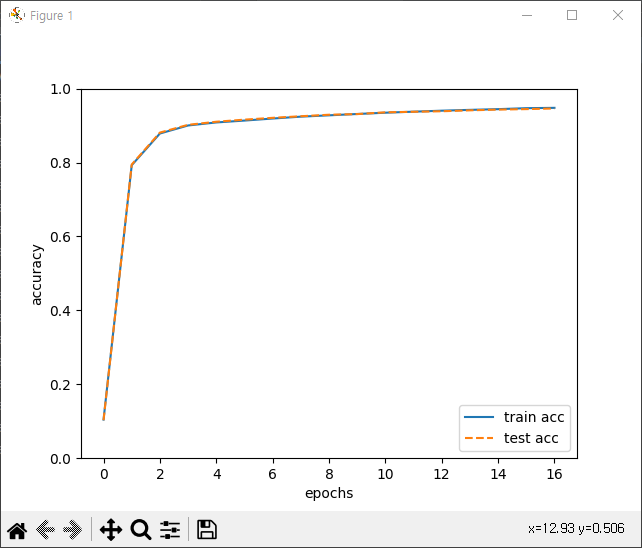 Figure 1
1.0
0.8
0.6
0.4
0.2
0.0
accuracy
train acc
test acc
0 2 4 6 8 10 12 14 16
epochs
x=12.93 y=0.506